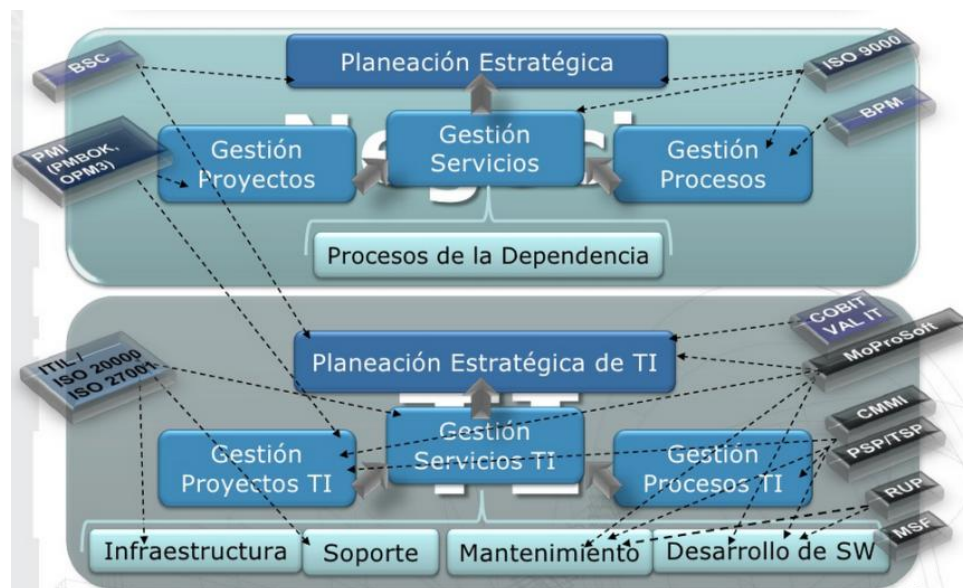 BSC
Planeación Estratégica
ISO 9000
BPM
PMI
(PMBOK,
OPM3)
Gestión
Proyectos
Gestión
Servicios
Gestión
Procesos
Procesos de la Dependencia
COBIT
VAL IT
MoProSoft
ITIL /
ISO 20000
ISO 27001
Planeación Estratégica de TI
CMMI
PSP/TSP
Gestión
Proyectos TI
Gestión
Servicios TI
Gestión
Procesos TI
RUP
MSF
Infraestructura
Soporte
Mantenimiento
Desarrollo de SW